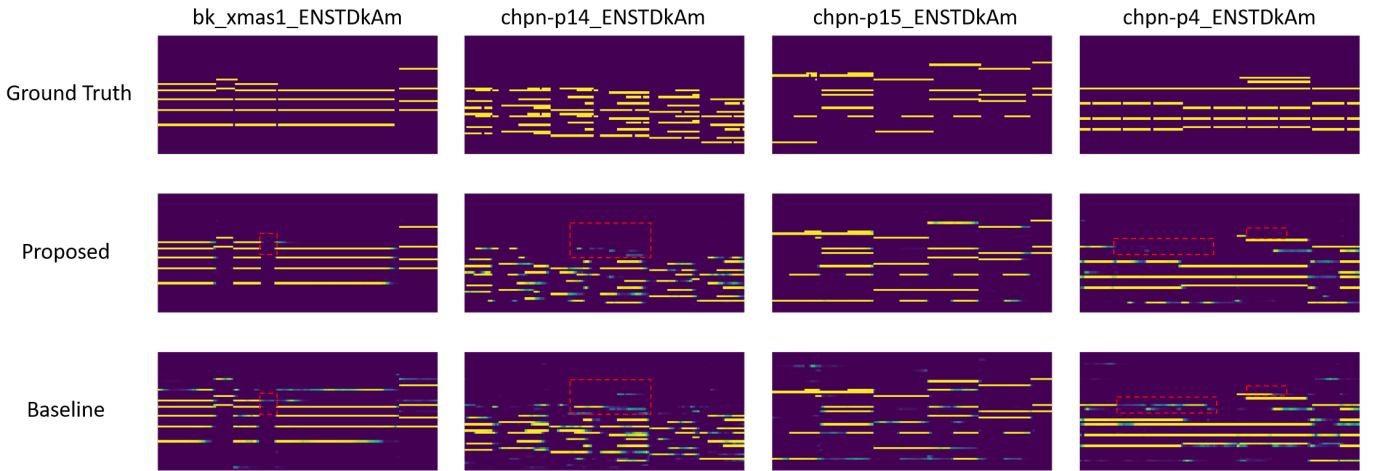 bk_xmas1_ENSTDkAm
chpn-p14_ENSTDkAm
chpn-p15_ENSTDkAm
chpn-p4_ENSTDkAm
Ground Truth
Proposed
Baseline